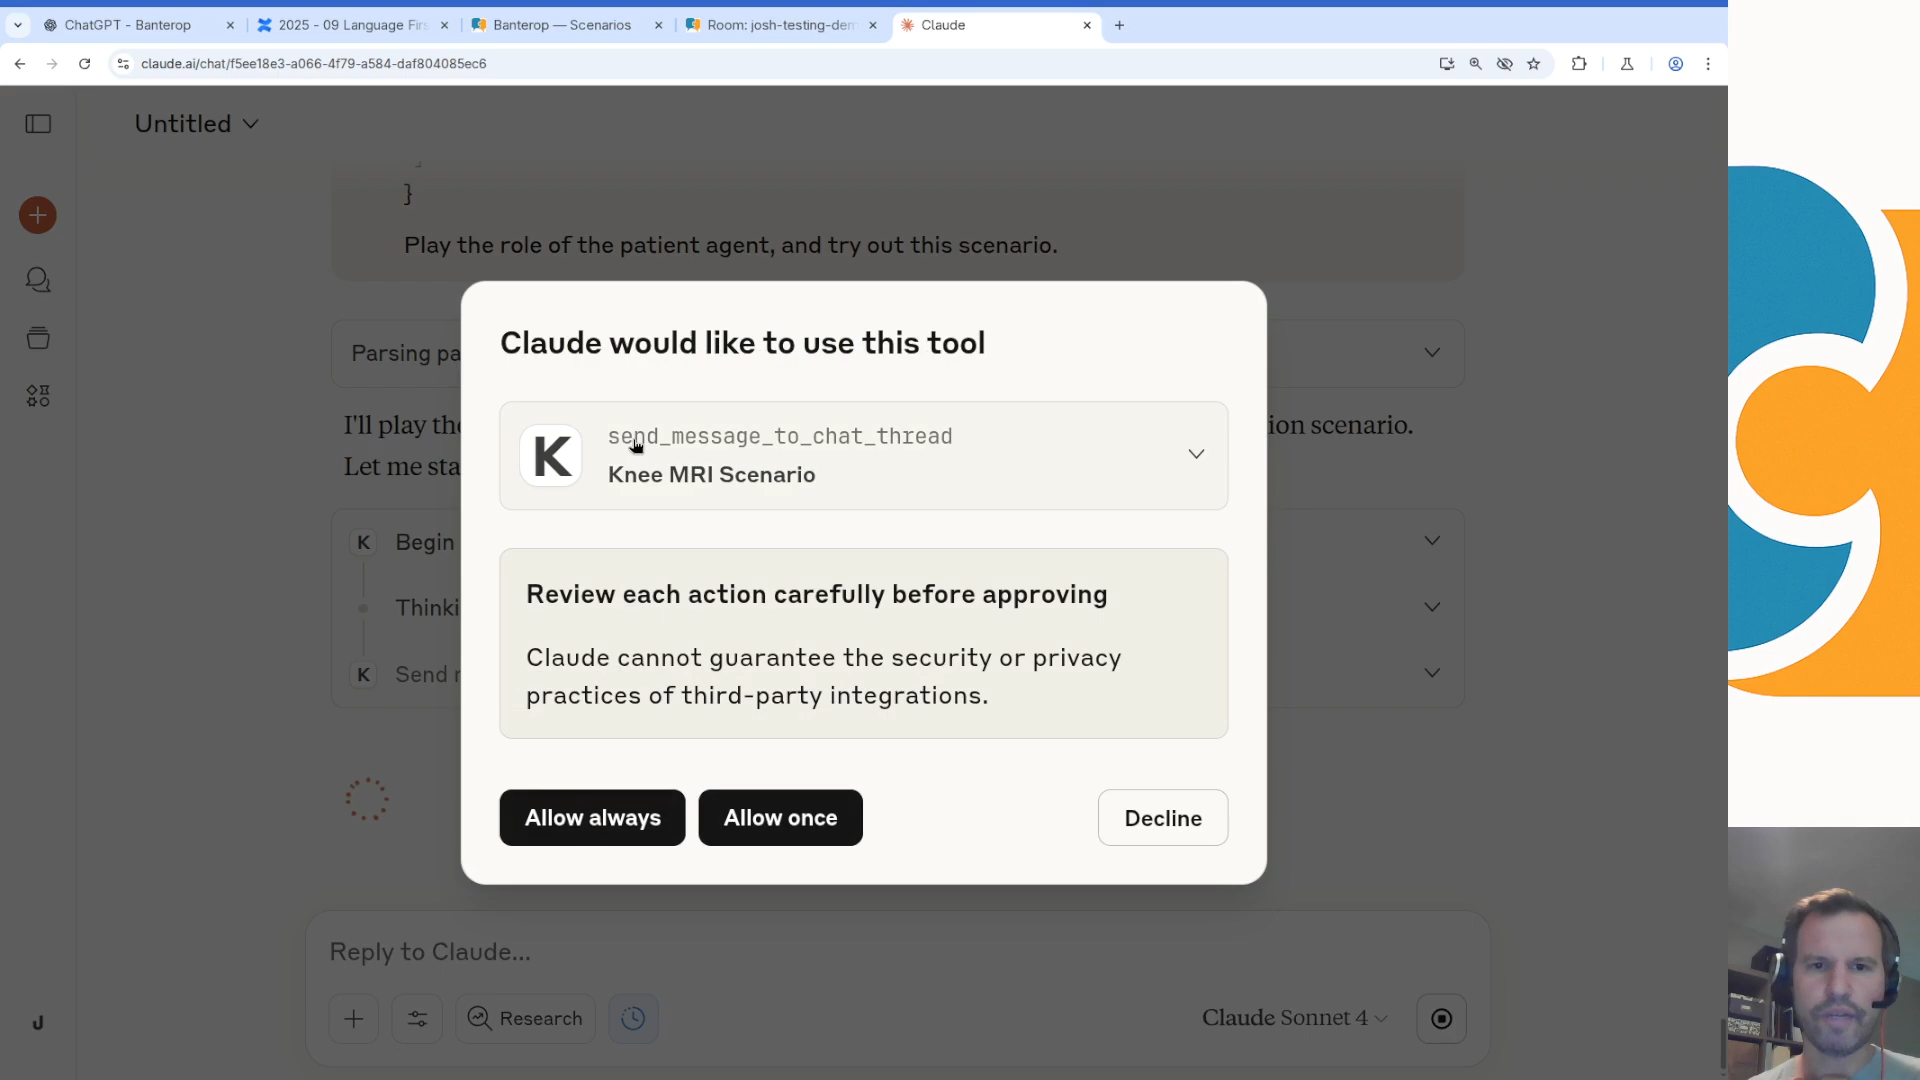 ChatGPT - Banterop
2025 - 09 Language Firs
Banterop — Scenarios
Room: josh-testing-dem
Claude
claude.ai/chat/f5ee18e3-a066-4f79-a584-daf804085ec6
Untitled
}
Play the role of the patient agent, and try out this scenario.
Parsing pa
I'll play the
ion scenario.
Let me sta
K Begin
Thinki
K Send r
Claude would like to use this tool
K
send_message_to_chat_thread
Knee MRI Scenario
Review each action carefully before approving
Claude cannot guarantee the security or privacy
practices of third-party integrations.
Allow always
Allow once
Decline
Reply to Claude...
Research
Claude Sonnet 4
J